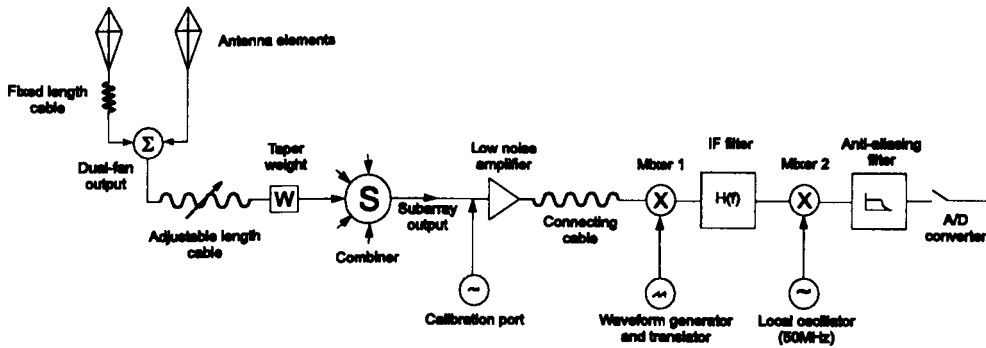 Antenna elements
Fixed length
cable
Σ
Dual-fan
output
Adjustable length
cable
Taper
weight
W
S
Combiner
Subarray
output
Calibration port
~
Low noise
amplifier
Connecting
cable
Mixer 1
X
Waveform generator
and translator
IF filter
H(f)
Mixer 2
X
~
Local oscillator
(50MHz)
Anti-aliasing
filter
A/D
converter